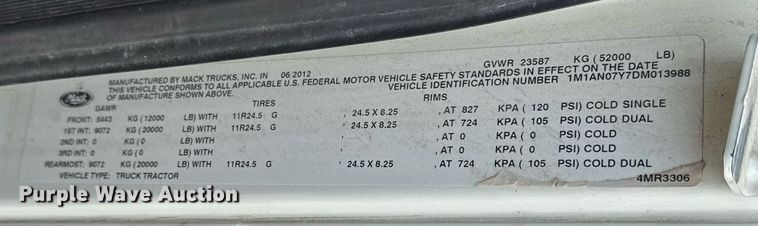 MANUFACTURED BY MACK TRUCKS, INC. IN 06/2012 GVWR 23587 KG (52000 LB)
THIS VEHICLE CONFORMS TO ALL APPLICABLE U.S. FEDERAL MOTOR VEHICLE SAFETY STANDARDS IN EFFECT ON THE DATE
OF MANUFACTURE SHOWN ABOVE. VEHICLE IDENTIFICATION NUMBER 1M1AN07Y7DM013988
Mack
GAWR TIRES RIMS
FRONT: 5443 KG (12000 LB) WITH 11R24.5 G , 24.5 X 8.25 , AT 827 KPA ( 120 PSI) COLD SINGLE
1ST INT: 9072 KG (20000 LB) WITH 11R24.5 G , 24.5 X 8.25 , AT 724 KPA ( 105 PSI) COLD DUAL
2ND INT: 0 KG (0 LB) WITH , , AT 0 KPA ( 0 PSI) COLD
3RD INT: 0 KG (0 LB) WITH , , AT 0 KPA ( 0 PSI) COLD
REARMOST: 9072 KG (20000 LB) WITH 11R24.5 G , 24.5 X 8.25 , AT 724 KPA ( 105 PSI) COLD DUAL
VEHICLE TYPE: TRUCK TRACTOR 4MR3306
Purple Wave Auction